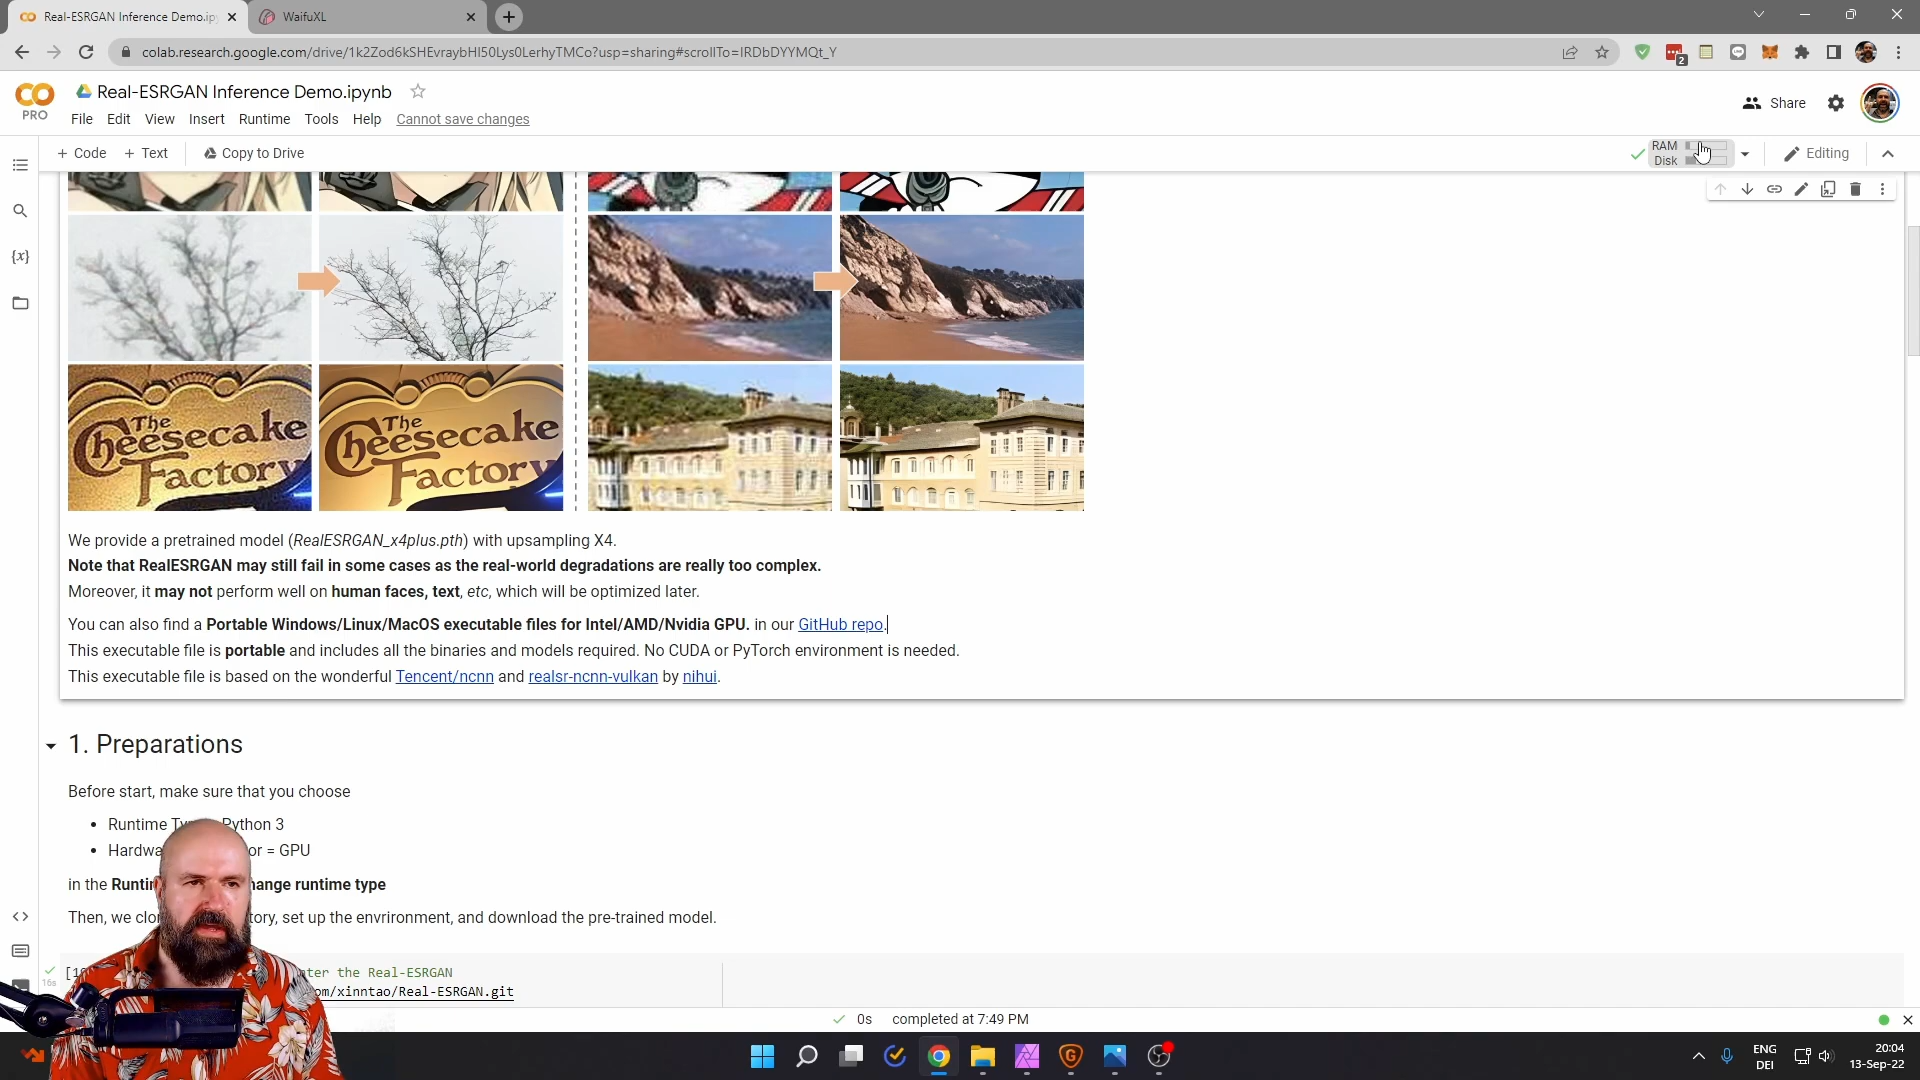 Real-ESRGAN Inference Demo.ip
WaifuXL
colab.research.google.com/drive/1k2Zod6kSHEvraybHI50Lys0LerhyTMCo?usp=sharing#scrollTo=IRDbDYYMQt_Y
2
PRO
Real-ESRGAN Inference Demo.ipynb
File Edit View Insert Runtime Tools Help Cannot save changes
Share
+ Code + Text Copy to Drive
RAM
Disk
Editing
{x}
The Cheesecake Factory
The Cheesecake Factory
We provide a pretrained model (RealESRGAN_x4plus.pth) with upsampling X4.
Note that RealESRGAN may still fail in some cases as the real-world degradations are really too complex.
Moreover, it may not perform well on human faces, text, etc, which will be optimized later.
You can also find a Portable Windows/Linux/MacOS executable files for Intel/AMD/Nvidia GPU. in our GitHub repo.
This executable file is portable and includes all the binaries and models required. No CUDA or PyTorch environment is needed.
This executable file is based on the wonderful Tencent/ncnn and realsr-ncnn-vulkan by nihui.
1. Preparations
Before start, make sure that you choose
• Runtime Python 3
• = GPU
in the runtime type
Then, we set up the envrironment, and download the pre-trained model.
16s
the Real-ESRGAN
/xinntao/Real-ESRGAN.git
0s completed at 7:49 PM
ENG
DEI
20:04
13-Sep-22